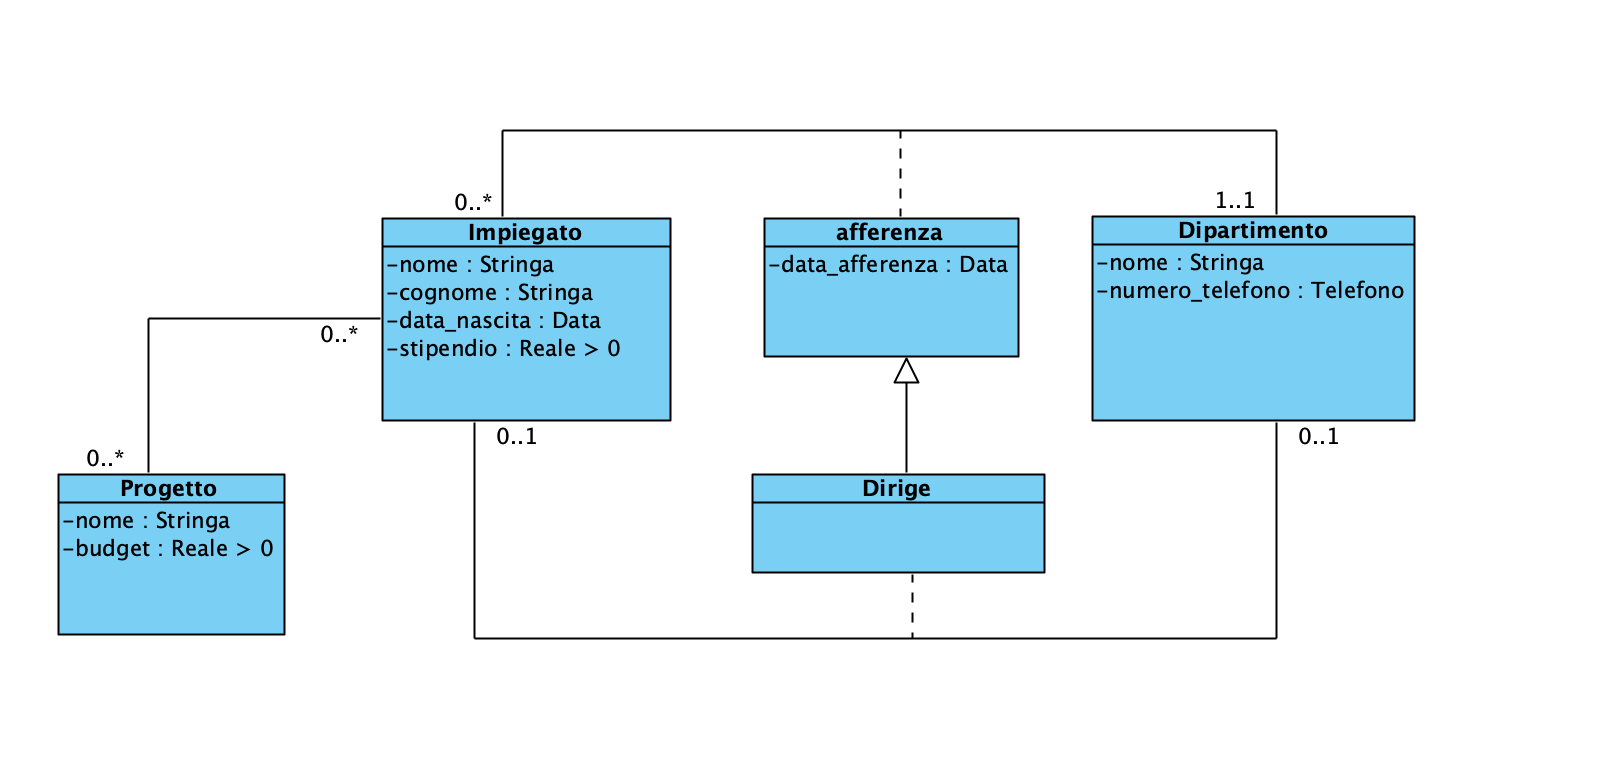 0..*
1..1
Impiegato
-nome : Stringa
-cognome : Stringa
-data_nascita : Data
-stipendio : Reale > 0
afferenza
-data_afferenza : Data
Dipartimento
-nome : Stringa
-numero_telefono : Telefono
0..*
0..1
0..1
0..*
Progetto
-nome : Stringa
-budget : Reale > 0
Dirige